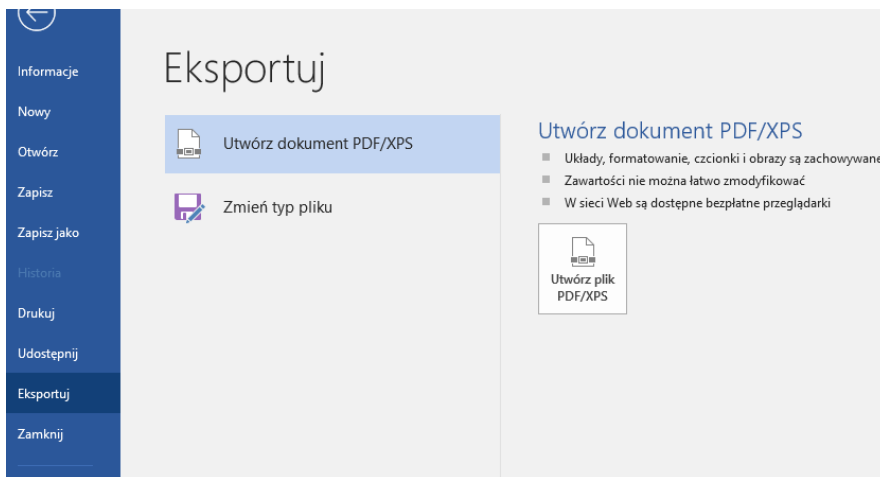 Informacje
Nowy
Otwórz
Zapisz
Zapisz jako
Historia
Drukuj
Udostępnij
Eksportuj
Zamknij
Eksportuj
Utwórz dokument PDF/XPS
Zmień typ pliku
Utwórz dokument PDF/XPS
Układy, formatowanie, czcionki i obrazy są zachowywane
Zawartości nie można łatwo zmodyfikować
W sieci Web są dostępne bezpłatne przeglądarki
Utwórz plik
PDF/XPS